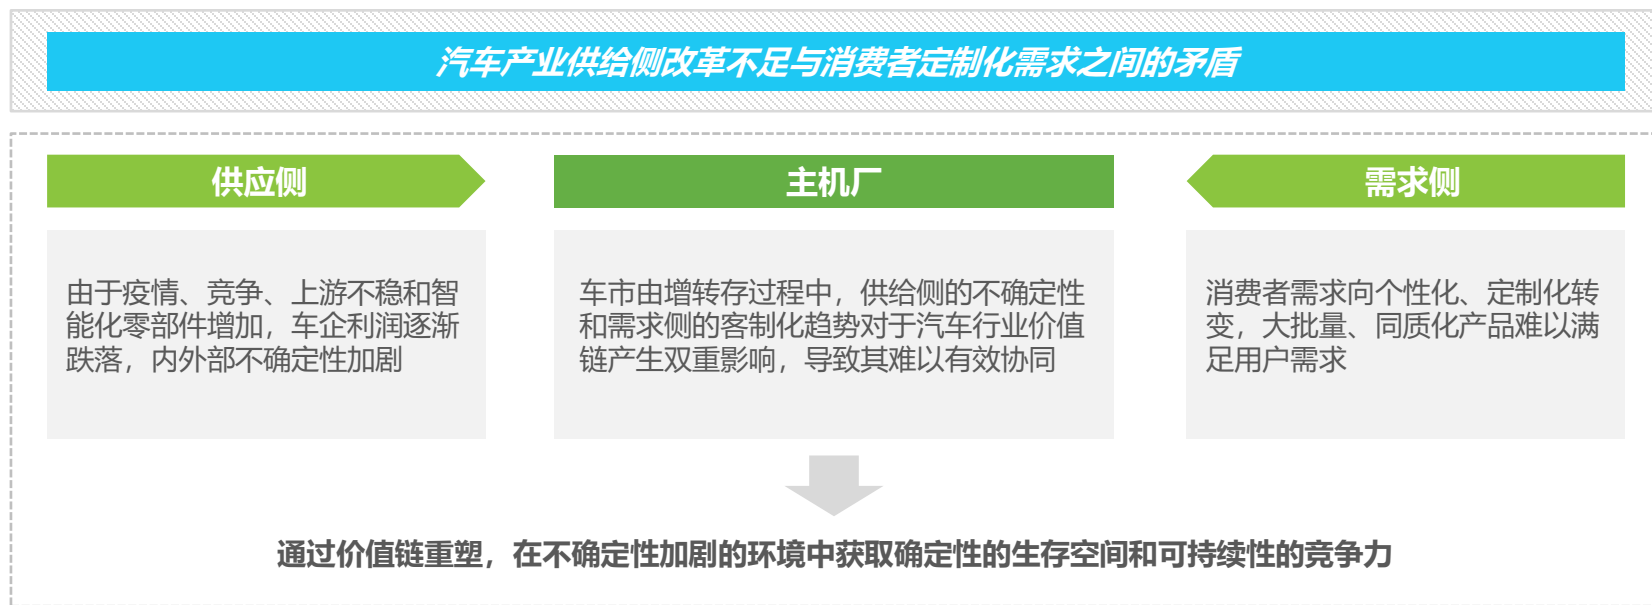 汽车产业供给侧改革不足与消费者定制化需求之间的矛盾
供应侧
由于疫情、竞争、上游不稳和智
能化零部件增加，车企利润逐渐
跌落，内外部不确定性加剧
主机厂
车市由增转存过程中，供给侧的不确定性
和需求侧的客制化趋势对于汽车行业价值
链产生双重影响，导致其难以有效协同
需求侧
消费者需求向个性化、定制化转
变，大批量、同质化产品难以满
足用户需求
通过价值链重塑，在不确定性加剧的环境中获取确定性的生存空间和可持续性的竞争力